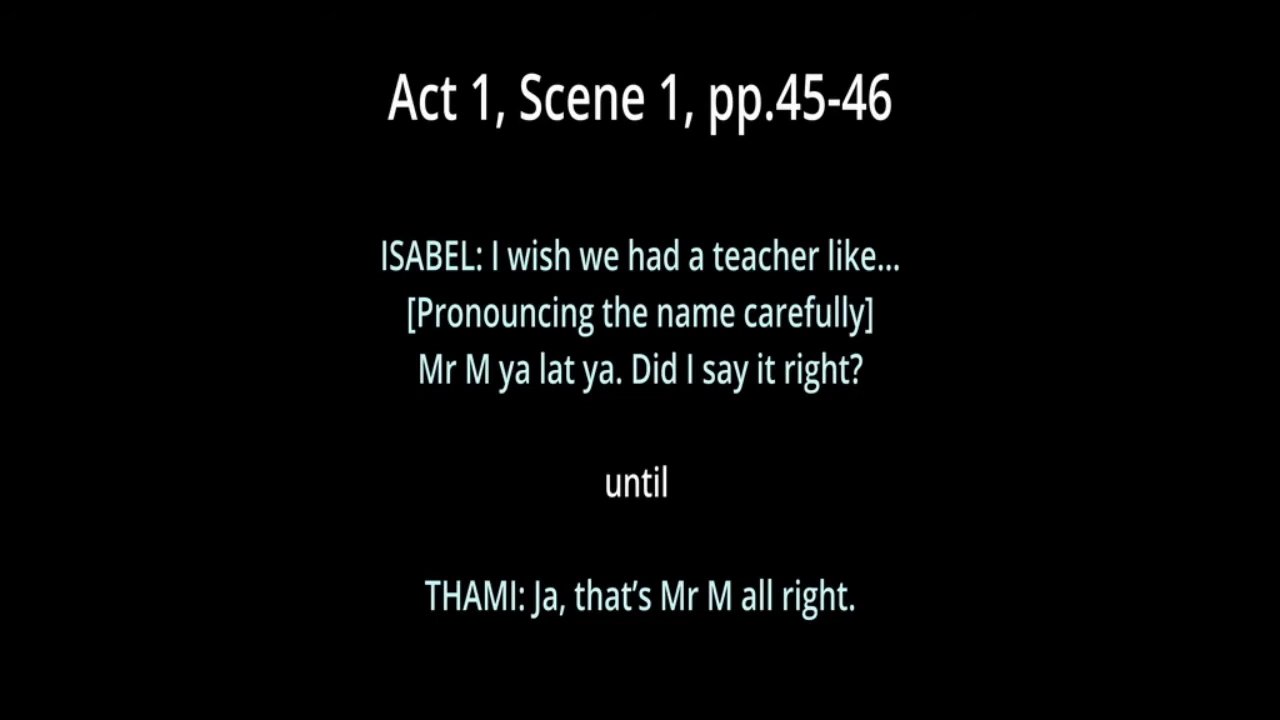 Act 1, Scene 1, pp.45-46
ISABEL: I wish we had a teacher like...
[Pronouncing the name carefully]
Mr M ya lat ya. Did I say it right?
until
THAMI: Ja, that’s Mr M all right.